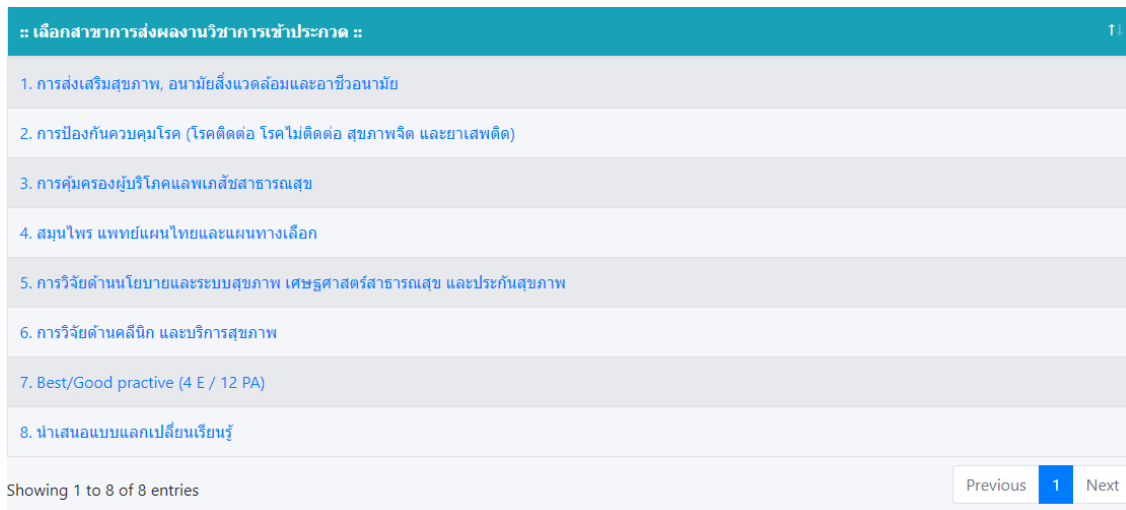 :: เลือกสาขาการส่งผลงานวิชาการเข้าประกวด ::
1. การส่งเสริมสุขภาพ, อนามัยสิ่งแวดล้อมและอาชีวอนามัย
2. การป้องกันควบคุมโรค (โรคติดต่อ โรคไม่ติดต่อ สุขภาพจิต และยาเสพติด)
3. การคุ้มครองผู้บริโภคแลพเภสัชสาธารณสุข
4. สมุนไพร แพทย์แผนไทยและแผนทางเลือก
5. การวิจัยด้านนโยบายและระบบสุขภาพ เศษฐศาสตร์สาธารณสุข และประกันสุขภาพ
6. การวิจัยด้านคลีนิก และบริการสุขภาพ
7. Best/Good practive (4 E / 12 PA)
8. นำเสนอแบบแลกเปลี่ยนเรียนรู้
Showing 1 to 8 of 8 entries
Previous 1 Next